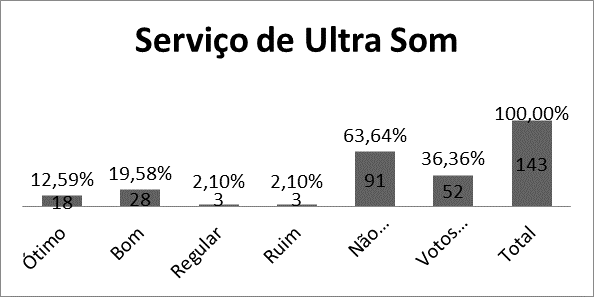 Serviço de Ultra Som
12,59%
18
19,58%
28
2,10%
3
2,10%
3
63,64%
91
36,36%
52
100,00%
143
Ótimo
Bom
Regular
Ruim
Não...
Votos...
Total